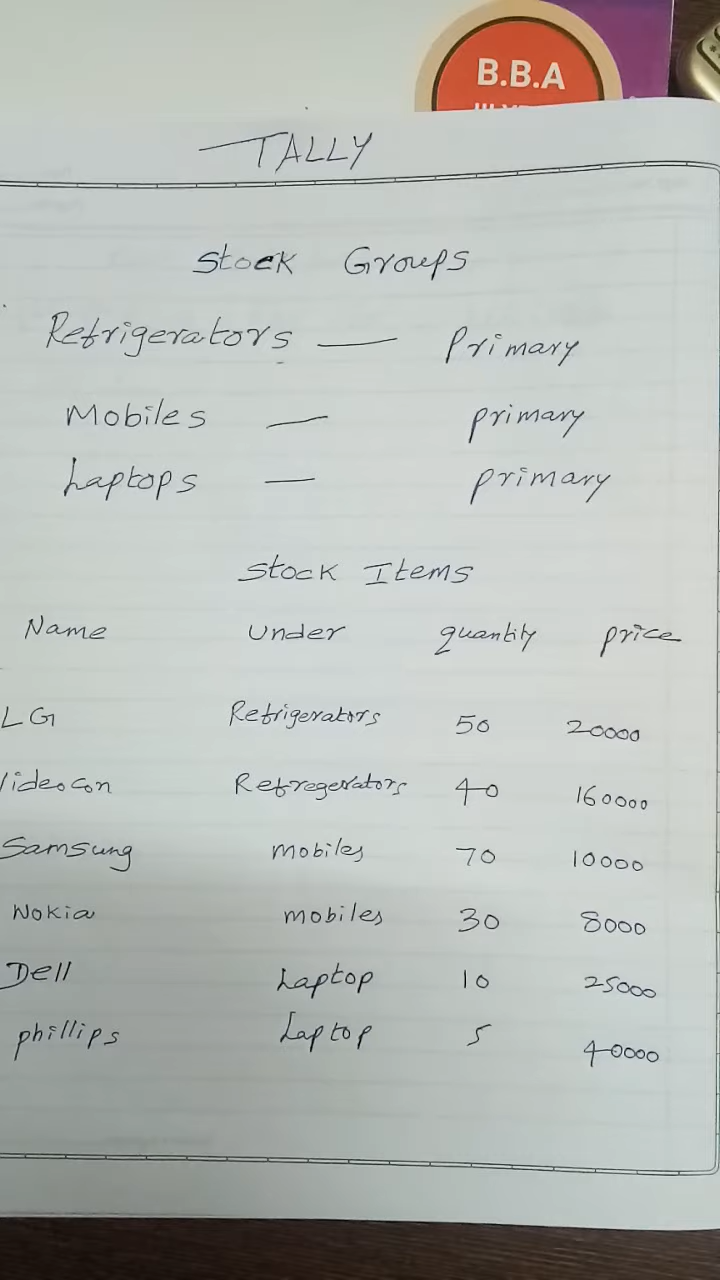 B.B.A
TALLY
Stock Groups
Refrigerators — Primary
Mobiles — primary
Laptops — primary
Stock Items
Name Under quantity price
LG Refrigerators 50 20000
Videocon Refregerators 40 160000
Samsung mobiles 70 10000
Nokia mobiles 30 8000
Dell Laptop 10 25000
phillips Laptop 5 40000